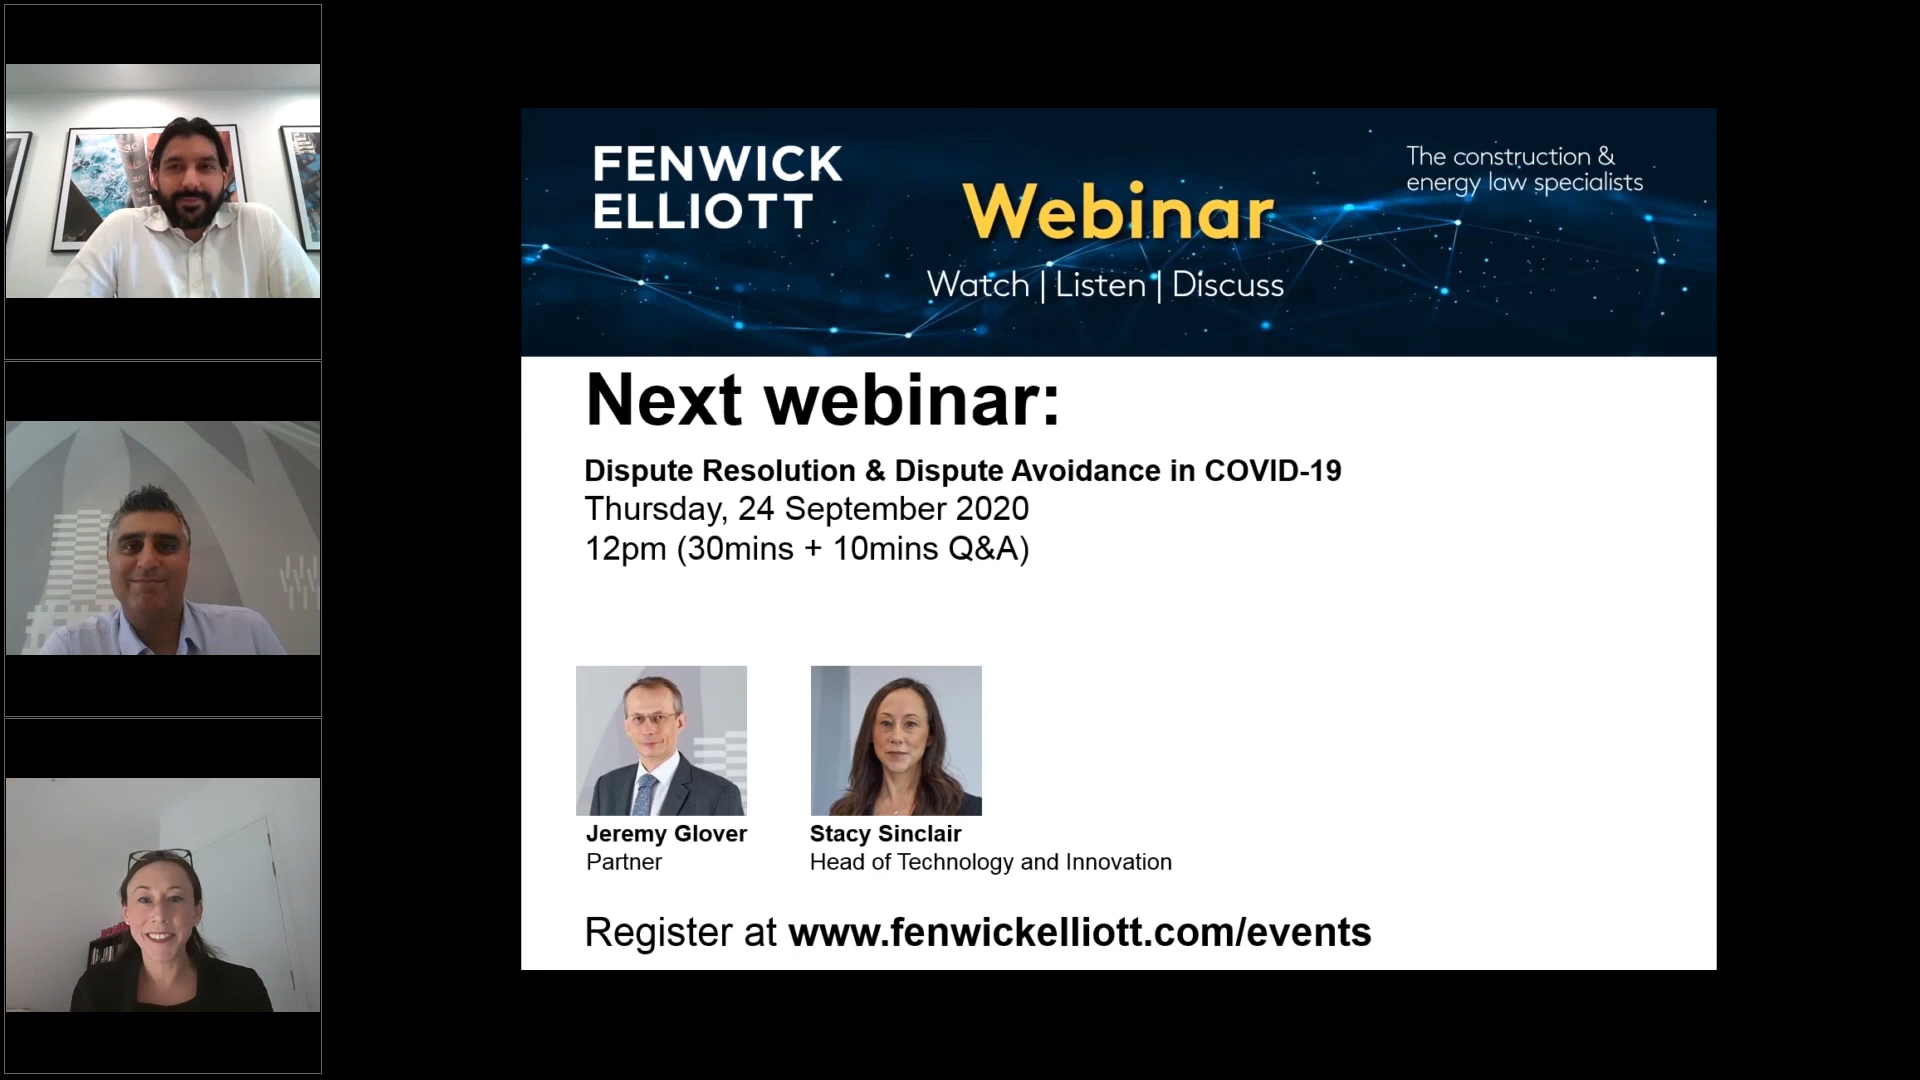 FENWICK
ELLIOTT
Webinar
Watch | Listen | Discuss
The construction &
energy law specialists
Next webinar:
Dispute Resolution & Dispute Avoidance in COVID-19
Thursday, 24 September 2020
12pm (30mins + 10mins Q&A)
Jeremy Glover
Partner
Stacy Sinclair
Head of Technology and Innovation
Register at www.fenwickelliott.com/events